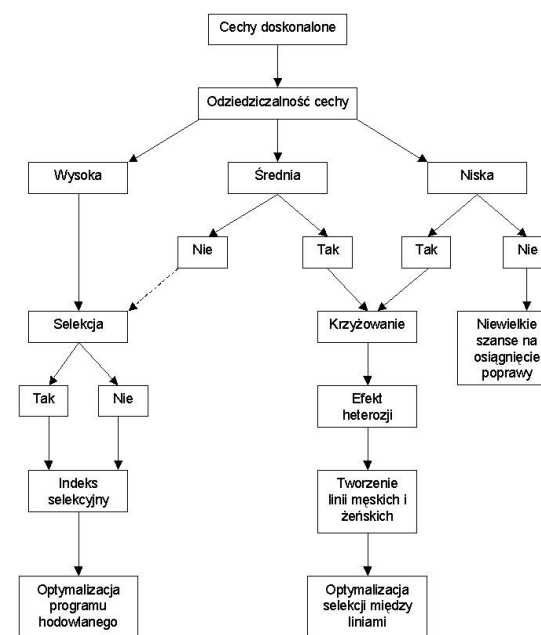 Cechy doskonalone
Odziedziczalność cechy
Wysoka
Średnia
Niska
Nie
Tak
Tak
Nie
Selekcja
Krzyżowanie
Niewielkie
szanse na
osiągnięcie
poprawy
Tak
Nie
Efekt
heterozji
Indeks
selekcyjny
Tworzenie
linii męskich i
żeńskich
Optymalizacja
programu
hodowlanego
Optymalizacja
selekcji między
liniami